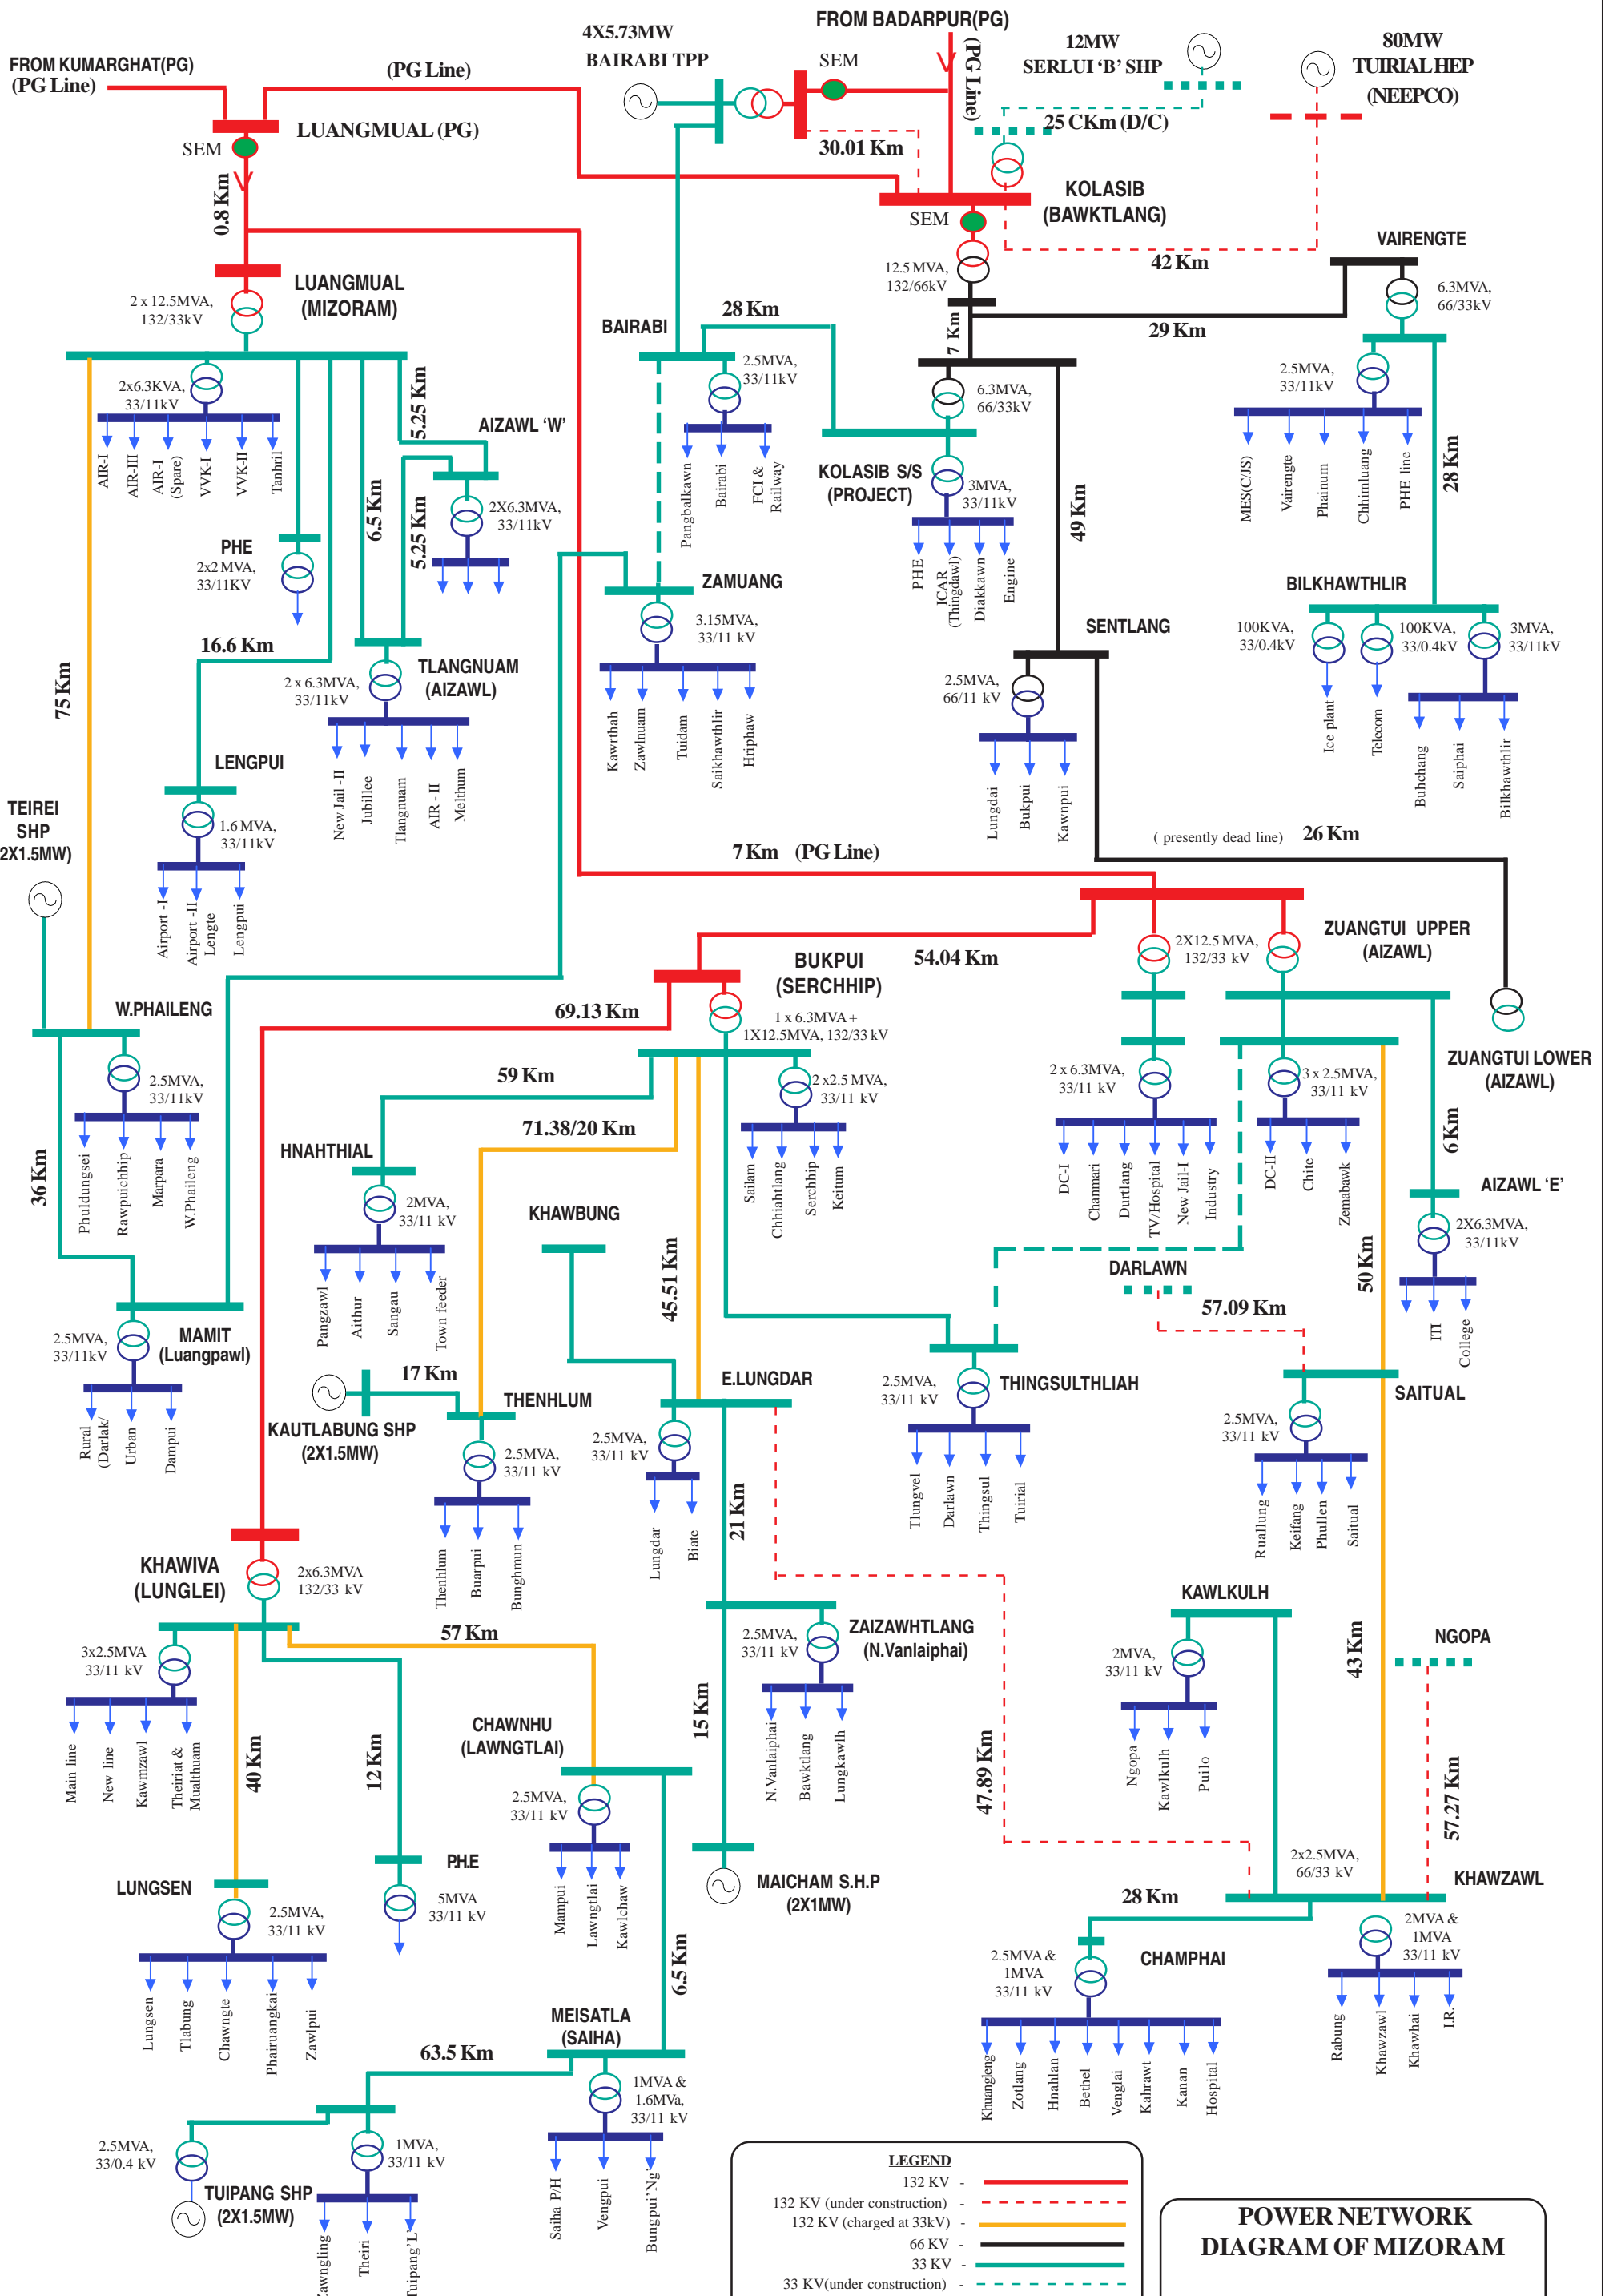 FROM BADARPUR(PG)
4X5.73MW
BAIRABI TPP
SEM
(PG Line)
12MW
SERLUI ‘B’ SHP
80MW
TUIRIAL HEP
(NEEPCO)
FROM KUMARGHAT(PG)
(PG Line)
(PG Line)
LUANGMUAL (PG)
SEM
0.8 Km
30.01 Km
25 CKm (D/C)
KOLASIB
(BAWKTLANG)
SEM
42 Km
12.5 MVA,
132/66kV
VAIRENGTE
6.3MVA,
66/33kV
29 Km
7 Km
LUANGMUAL
(MIZORAM)
2 x 12.5MVA,
132/33kV
BAIRABI
28 Km
2.5MVA,
33/11kV
Pangbalkawn
Bairabi
FCI &
Railway
6.3MVA,
66/33kV
KOLASIB S/S
(PROJECT)
3MVA,
33/11kV
PHE
ICAR
(Thingdawl)
Diakkawn
Engine
2.5MVA,
33/11kV
MES(C/JS)
Vairengte
Phainum
Chhimluang
PHE line
28 Km
49 Km
2x6.3KVA,
33/11kV
AIR-I
AIR-III
AIR-I
(Spare)
VVK-I
VVK-II
Tanhril
5.25 Km
AIZAWL ‘W’
2X6.3MVA,
33/11kV
6.5 Km
5.25 Km
PHE
2x2 MVA,
33/11KV
16.6 Km
75 Km
TLANGNUAM
(AIZAWL)
2 x 6.3MVA,
33/11kV
New Jail -II
Jubillee
Tlangnuam
AIR - II
Melthum
ZAMUANG
3.15MVA,
33/11 kV
Kawrthah
Zawlnuam
Tuidam
Saikhawthlir
Hriphaw
BILKHAWTHLIR
100KVA,
33/0.4kV
100KVA,
33/0.4kV
3MVA,
33/11kV
Ice plant
Telecom
Buhchang
Saiphai
Bilkhawthlir
SENTLANG
2.5MVA,
66/11 kV
Lungdai
Bukpui
Kawnpui
( presently dead line) 26 Km
LENGPUI
1.6 MVA,
33/11kV
Airport -I
Airport -II
Lengte
Lengpui
TEIREI
SHP
2X1.5MW)
7 Km (PG Line)
ZUANGTUI UPPER
(AIZAWL)
2X12.5 MVA,
132/33 kV
54.04 Km
BUKPUI
(SERCHHIP)
1 x 6.3MVA +
1X12.5MVA, 132/33 kV
69.13 Km
ZUANGTUI LOWER
(AIZAWL)
W.PHAILENG
2.5MVA,
33/11kV
Phuldungsei
Rawpuichhip
Marpara
W.Phaileng
36 Km
59 Km
71.38/20 Km
2 x2.5 MVA,
33/11 kV
Sailam
Chhiahtlang
Serchhip
Keitum
2 x 6.3MVA,
33/11 kV
DC-I
Chanmari
Durtlang
TV/Hospital
New Jail-I
Industry
3 x 2.5MVA,
33/11 kV
DC-II
Chite
Zemabawk
6 Km
AIZAWL ‘E’
2X6.3MVA,
33/11kV
ITI
College
50 Km
HNAHTHIAL
2MVA,
33/11 kV
Pangzawl
Aithur
Sangau
Town feeder
KHAWBUNG
45.51 Km
DARLAWN
57.09 Km
MAMIT
(Luangpawl)
2.5MVA,
33/11kV
Rural
(Darlak/
Urban
Dampui
17 Km
KAUTLABUNG SHP
(2X1.5MW)
THENHLUM
2.5MVA,
33/11 kV
Thenhlum
Buarpui
Bunghmun
E.LUNGDAR
2.5MVA,
33/11 kV
Lungdar
Biate
21 Km
THINGSULTHLIAH
2.5MVA,
33/11 kV
Tlungvel
Darlawn
Thingsul
Tuirial
SAITUAL
2.5MVA,
33/11 kV
Ruallung
Keifang
Phullen
Saitual
KHAWIVA
(LUNGLEI)
2x6.3MVA
132/33 kV
3x2.5MVA
33/11 kV
Main line
New line
Kawmzawl
Theiriat &
Mualthuam
57 Km
40 Km
12 Km
CHAWNHU
(LAWNGTLAI)
2.5MVA,
33/11 kV
Mampui
Lawngtlai
Kawlchaw
15 Km
ZAIZAWHTLANG
(N.Vanlaiphai)
2.5MVA,
33/11 kV
N.Vanlaiphai
Bawktlang
Lungkawlh
47.89 Km
KAWLKULH
2MVA,
33/11 kV
Ngopa
Kawlkulh
Puilo
43 Km
NGOPA
57.27 Km
LUNGSEN
2.5MVA,
33/11 kV
Lungsen
Tlabung
Chawngte
Phairuangkai
Zawlpui
P.H.E
5MVA
33/11 kV
MAICHAM S.H.P
(2X1MW)
2x2.5MVA,
66/33 kV
KHAWZAWL
28 Km
2MVA &
1MVA
33/11 kV
Rabung
Khawzawl
Khawhai
I.R.
CHAMPHAI
2.5MVA &
1MVA
33/11 kV
Khuangleng
Zotlang
Hnahlan
Bethel
Venglai
Kahrawt
Kanan
Hospital
6.5 Km
MEISATLA
(SAIHA)
63.5 Km
1MVA &
1.6MVa,
33/11 kV
Saiha P/H
Vengpui
Bungpui’ Ng’
2.5MVA,
33/0.4 kV
1MVA,
33/11 kV
TUIPANG SHP
(2X1.5MW)
Zawngling
Theiri
Tuipang’ L’
LEGEND
132 KV -
132 KV (under construction) -
132 KV (charged at 33kV) -
66 KV -
33 KV -
33 KV(under construction) -
POWER NETWORK
DIAGRAM OF MIZORAM